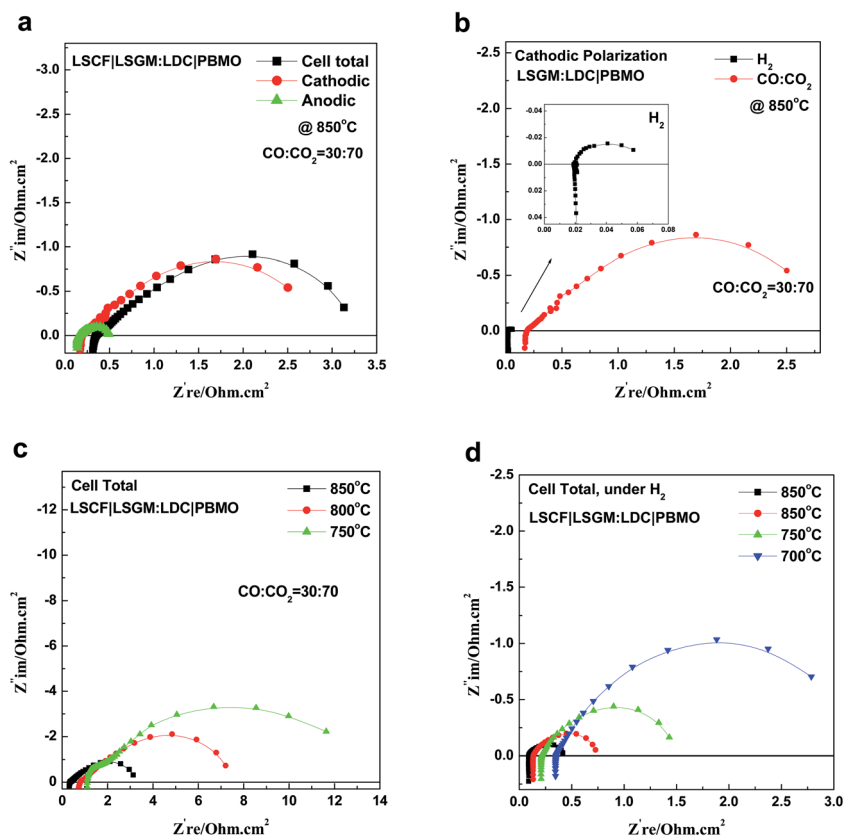 a
LSCF|LSGM:LDC|PBMO
Cell total
Cathodic
Anodic
@ 850°C
CO:CO₂=30:70
-3.0
-2.5
-2.0
-1.5
-1.0
-0.5
0.0
0.0 0.5 1.0 1.5 2.0 2.5 3.0 3.5
Z''im/Ohm.cm²
Z're/Ohm.cm²
b
Cathodic Polarization
LSGM:LDC|PBMO
H₂
CO:CO₂
@ 850°C
H₂
-0.04
-0.02
0.00
0.02
0.04
0.00 0.02 0.04 0.06 0.08
CO:CO₂=30:70
-2.5
-2.0
-1.5
-1.0
-0.5
0.0
0.0 0.5 1.0 1.5 2.0 2.5
Z''im/Ohm.cm²
Z're/Ohm.cm²
c
Cell Total
LSCF|LSGM:LDC|PBMO
850°C
800°C
750°C
CO:CO₂=30:70
-12
-10
-8
-6
-4
-2
0
0 2 4 6 8 10 12 14
Z''im/Ohm.cm²
Z're/Ohm.cm²
d
Cell Total, under H₂
LSCF|LSGM:LDC|PBMO
850°C
850°C
750°C
700°C
-2.5
-2.0
-1.5
-1.0
-0.5
0.0
0.0 0.5 1.0 1.5 2.0 2.5 3.0
Z''im/Ohm.cm²
Z're/Ohm.cm²